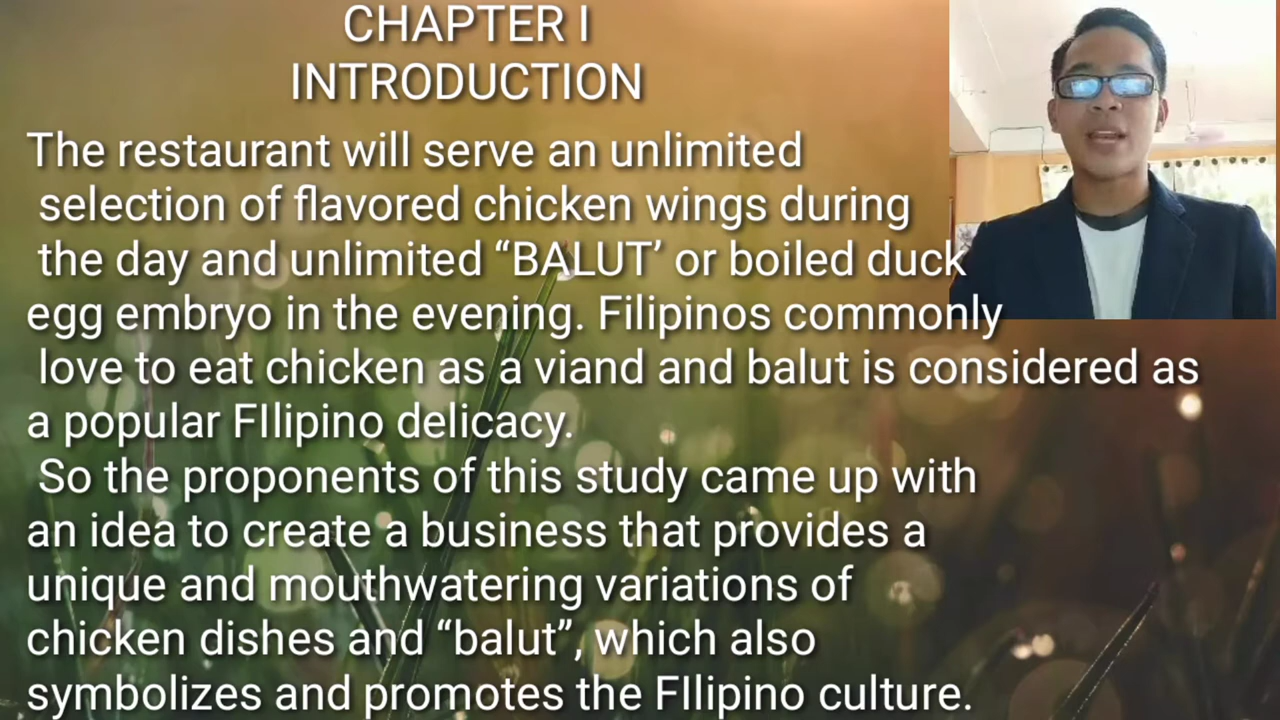 CHAPTER I
INTRODUCTION
The restaurant will serve an unlimited
selection of flavored chicken wings during
the day and unlimited “BALUT’ or boiled duck
egg embryo in the evening. Filipinos commonly
love to eat chicken as a viand and balut is considered as
a popular FIlipino delicacy.
So the proponents of this study came up with
an idea to create a business that provides a
unique and mouthwatering variations of
chicken dishes and “balut”, which also
symbolizes and promotes the FIlipino culture.